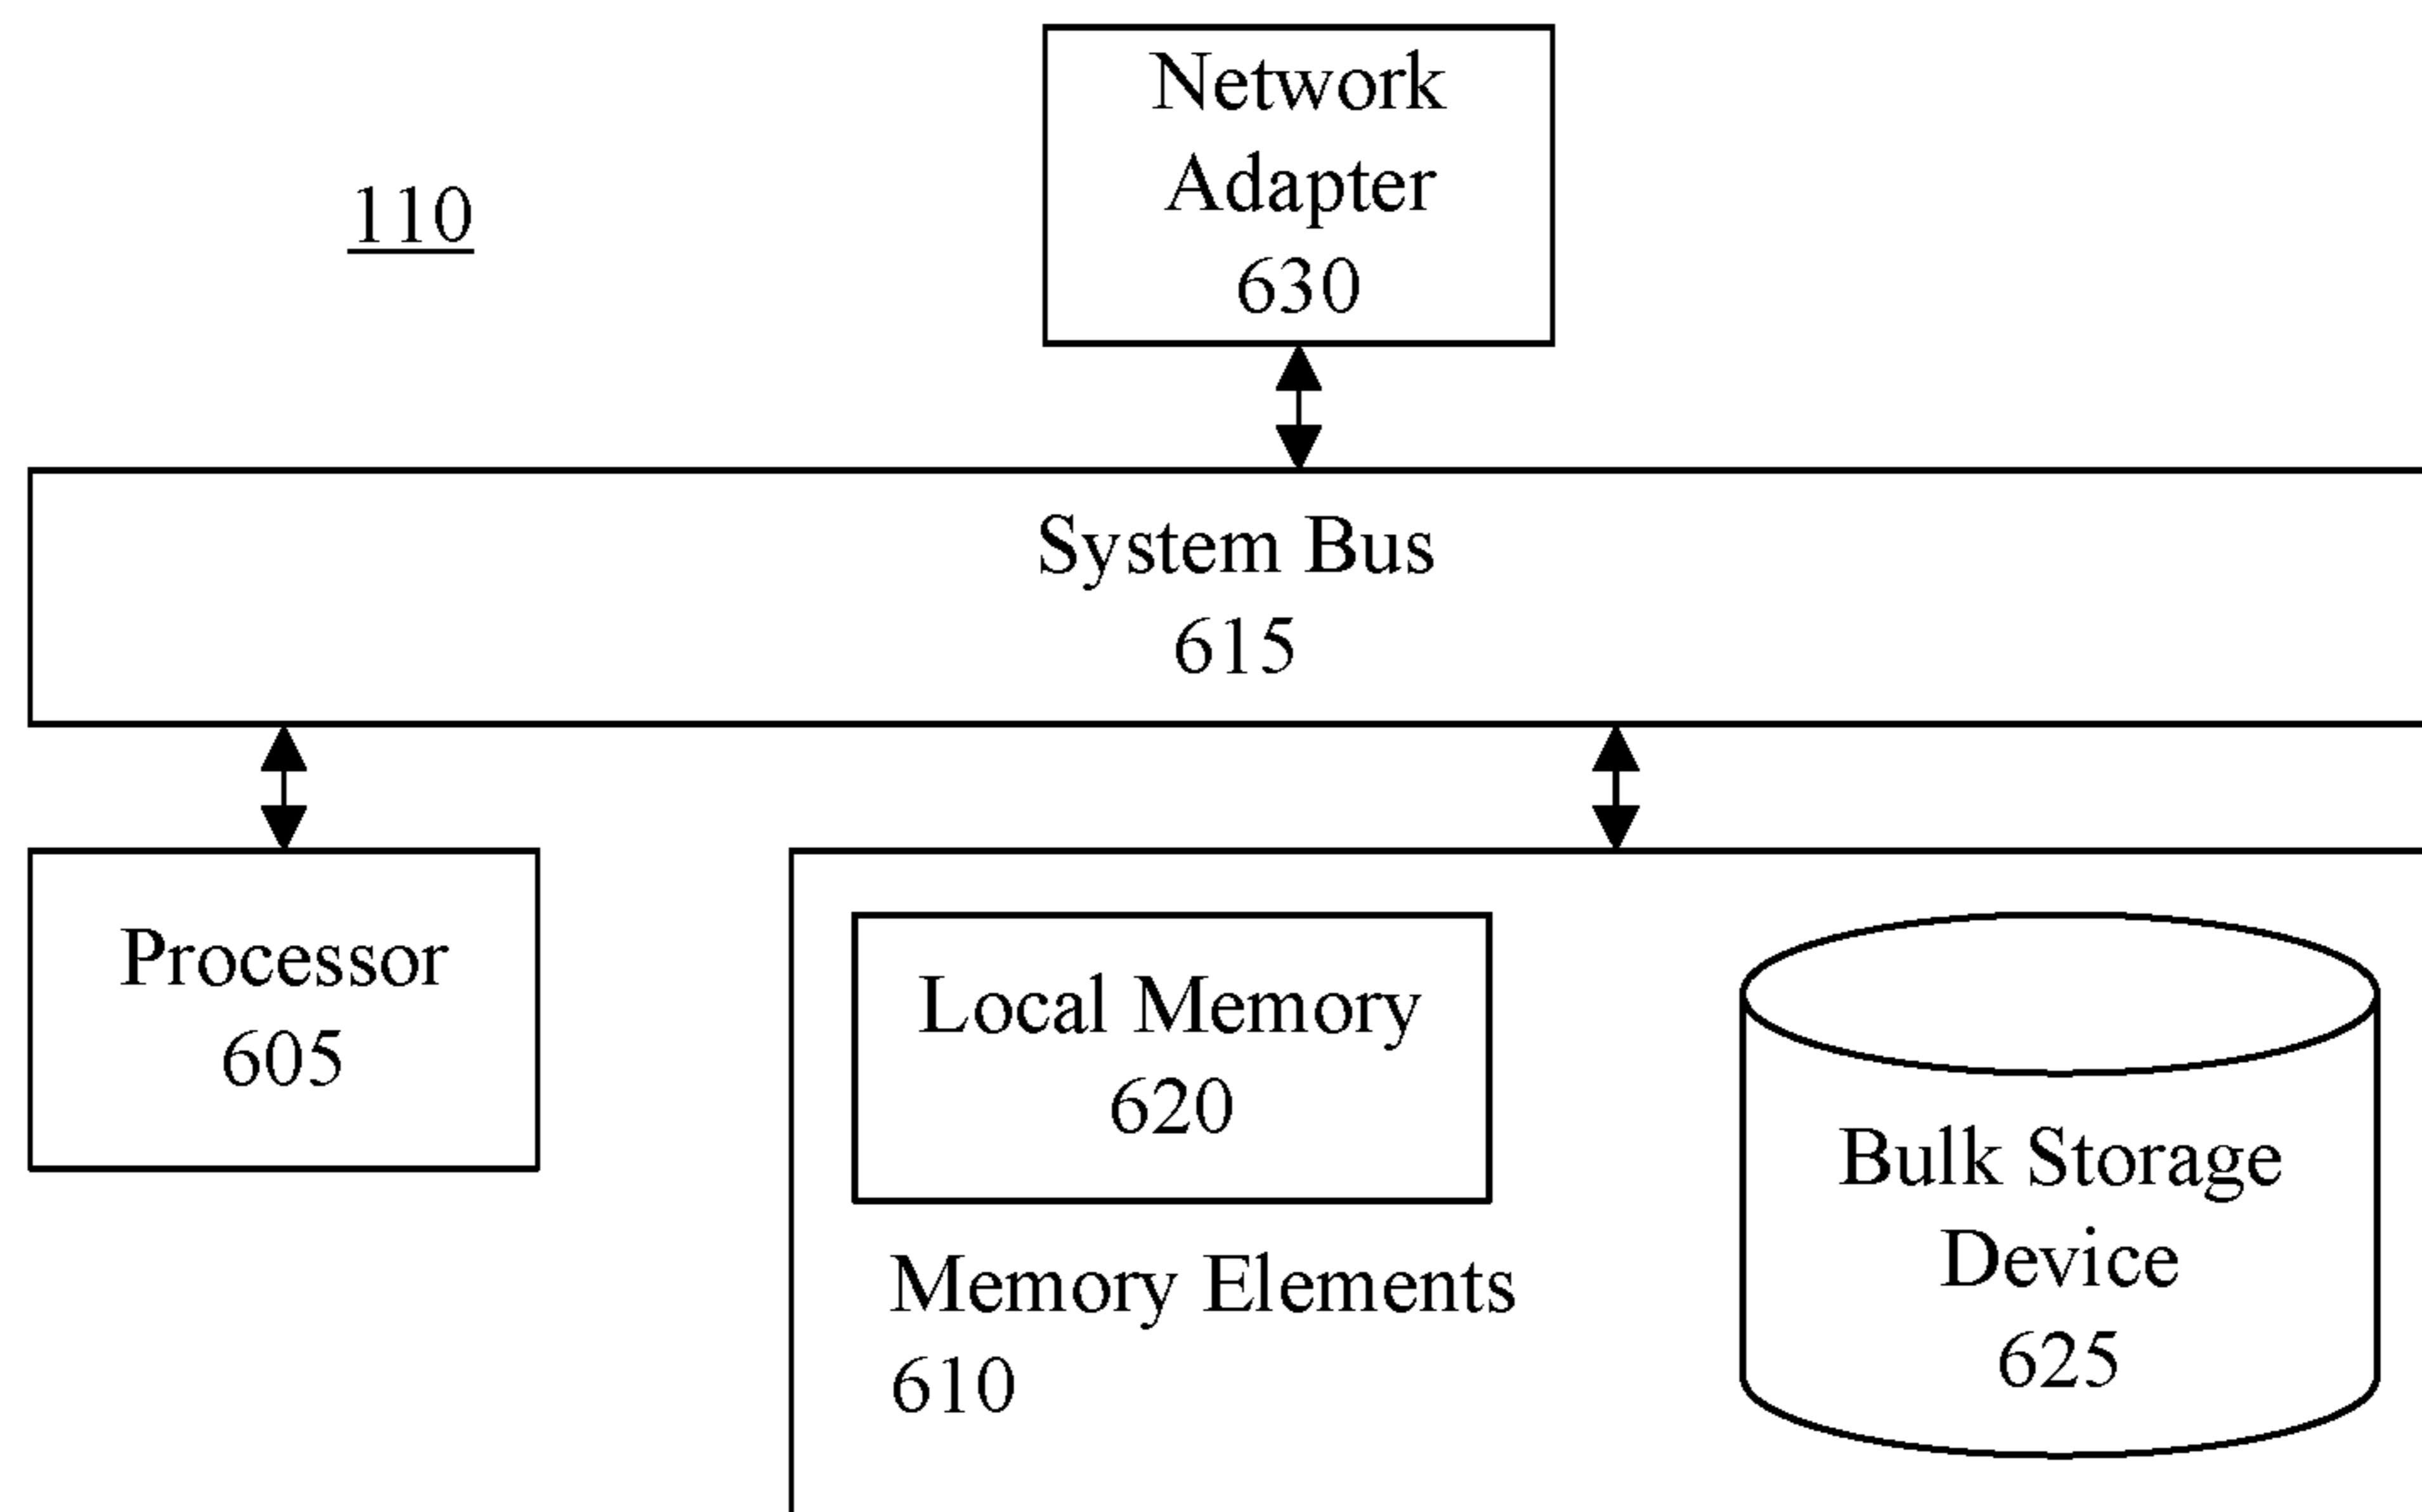 110
Network
Adapter
630
System Bus
615
Processor
605
Local Memory
620
Memory Elements
610
Bulk Storage
Device
625